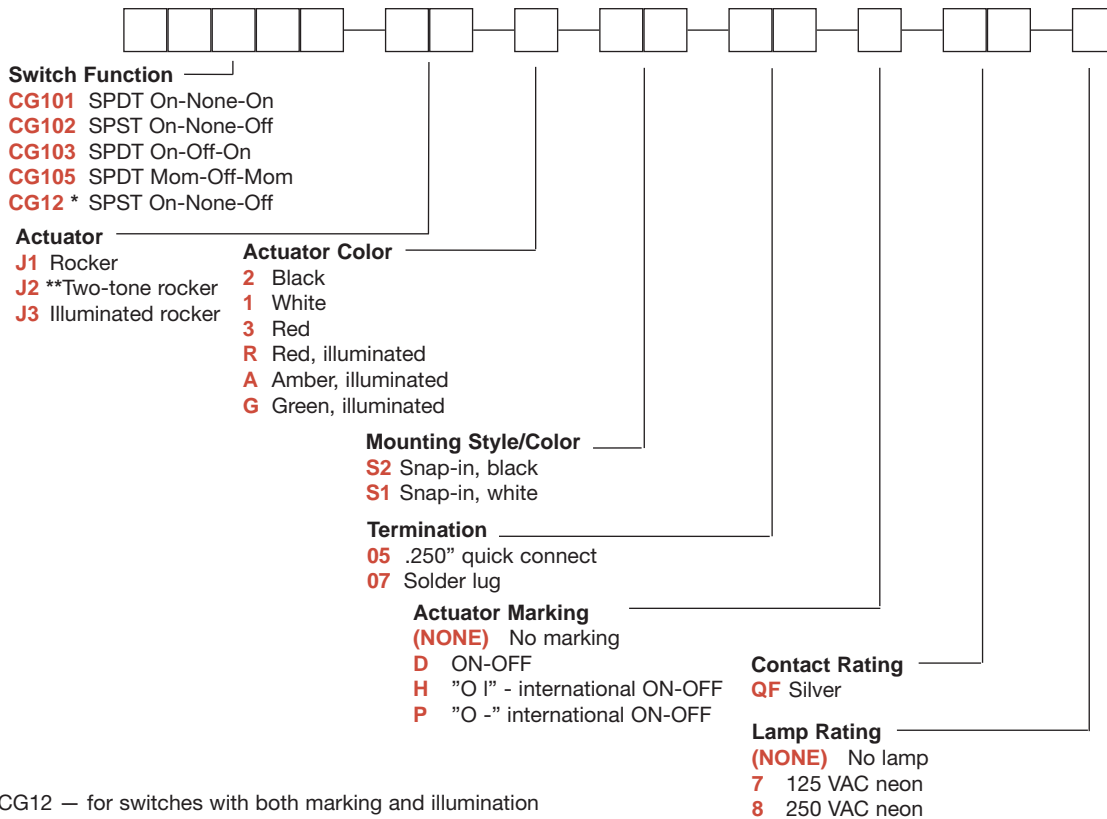 Switch Function
CG101 SPDT On-None-On
CG102 SPST On-None-Off
CG103 SPDT On-Off-On
CG105 SPDT Mom-Off-Mom
CG12 * SPST On-None-Off
Actuator
J1 Rocker
J2 **Two-tone rocker
J3 Illuminated rocker
Actuator Color
2 Black
1 White
3 Red
R Red, illuminated
A Amber, illuminated
G Green, illuminated
Mounting Style/Color
S2 Snap-in, black
S1 Snap-in, white
Termination
05 .250" quick connect
07 Solder lug
Actuator Marking
(NONE) No marking
D ON-OFF
H "O I" - international ON-OFF
P "O -" international ON-OFF
Contact Rating
QF Silver
Lamp Rating
(NONE) No lamp
7 125 VAC neon
8 250 VAC neon
CG12 — for switches with both marking and illumination